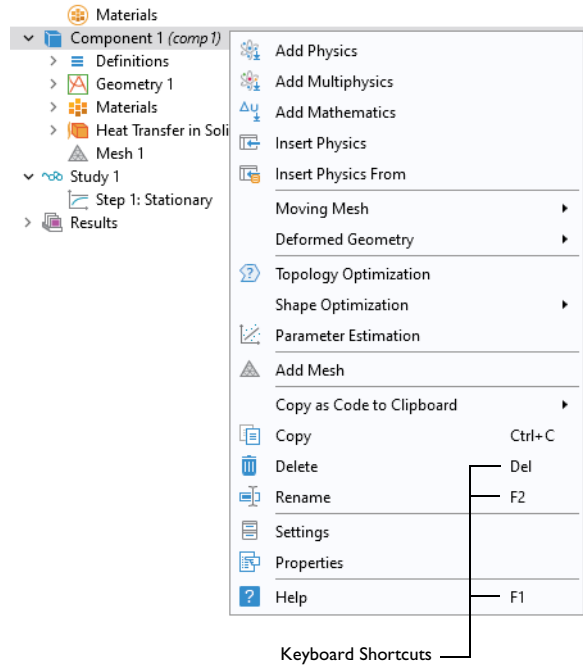 Materials
Component 1 (comp1)
Definitions
Geometry 1
Materials
Heat Transfer in Soli
Mesh 1
Study 1
Step 1: Stationary
Results
Add Physics
Add Multiphysics
Δu Add Mathematics
Insert Physics
Insert Physics From
Moving Mesh
Deformed Geometry
Topology Optimization
Shape Optimization
Parameter Estimation
Add Mesh
Copy as Code to Clipboard
Copy Ctrl+C
Delete Del
Rename F2
Settings
Properties
? Help F1
Keyboard Shortcuts